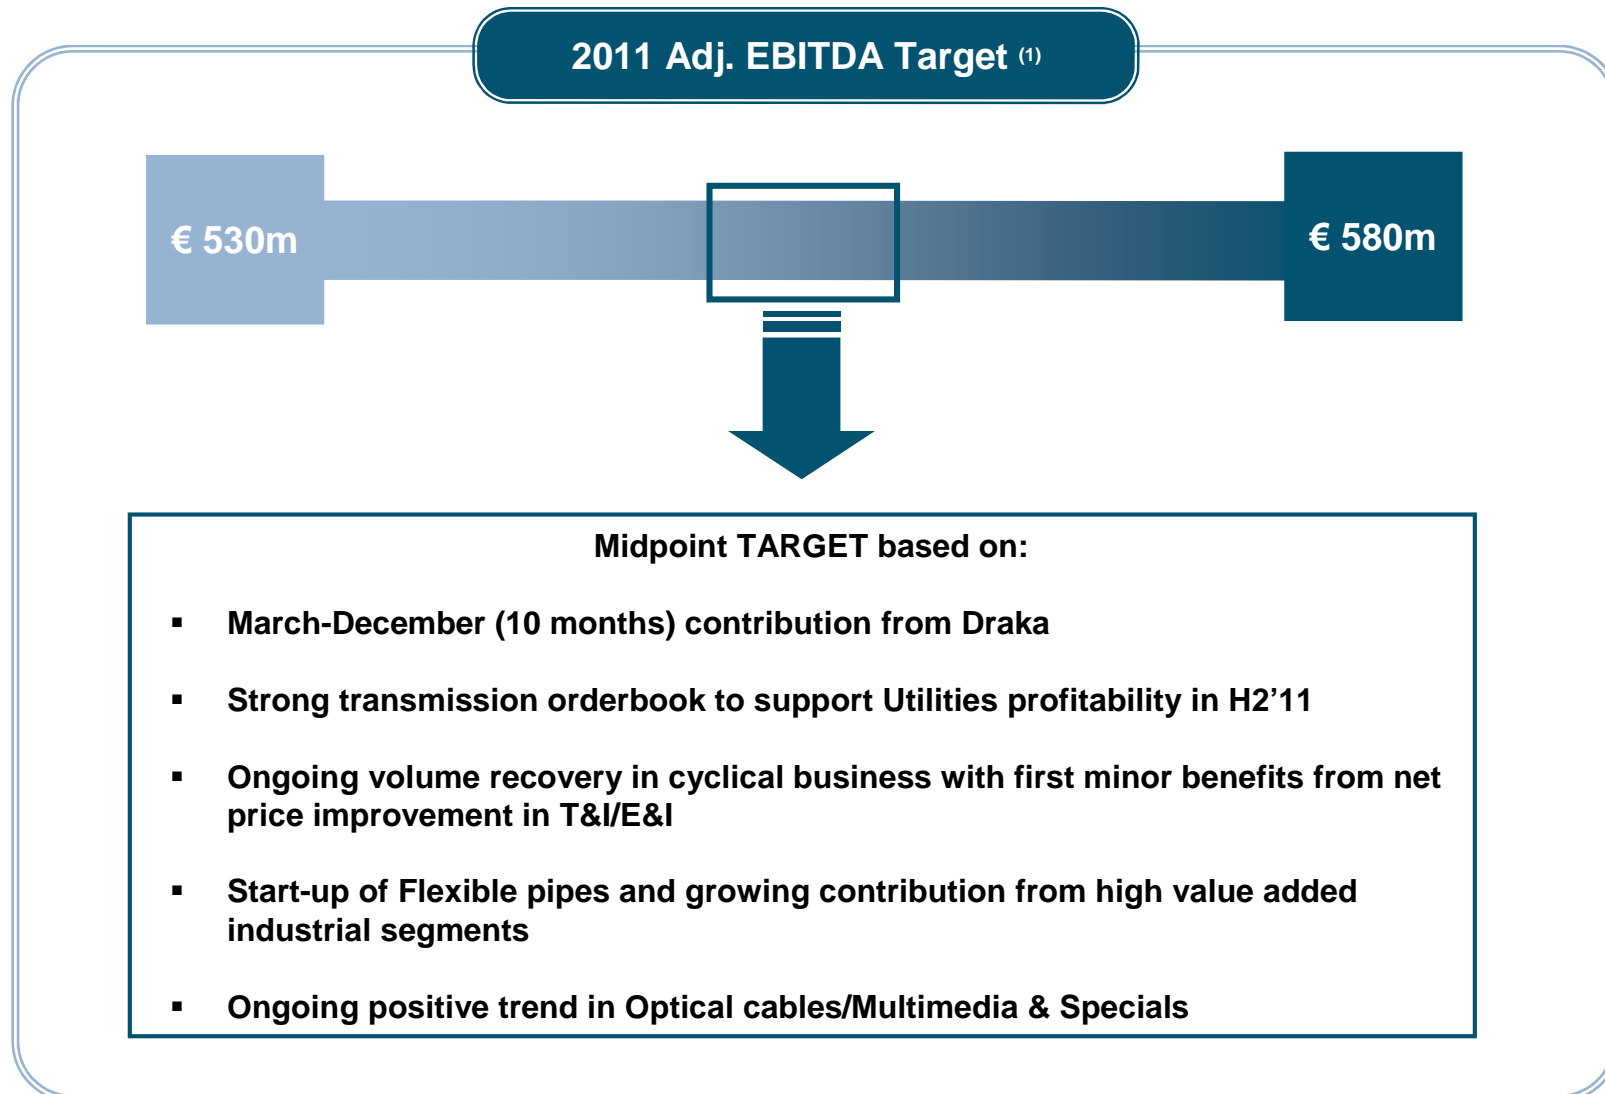 2011 Adj. EBITDA Target (1)
€ 530m
€ 580m
Midpoint TARGET based on:
▪ March-December (10 months) contribution from Draka
▪ Strong transmission orderbook to support Utilities profitability in H2’11
▪ Ongoing volume recovery in cyclical business with first minor benefits from net
price improvement in T&I/E&I
▪ Start-up of Flexible pipes and growing contribution from high value added
industrial segments
▪ Ongoing positive trend in Optical cables/Multimedia & Specials